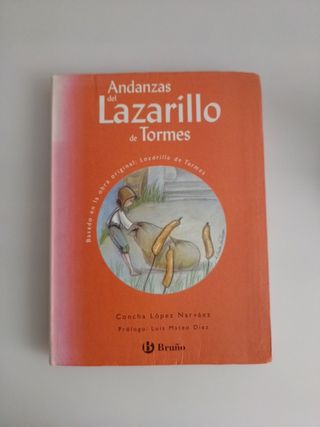 Andanzas
del
Lazarillo
de Tormes
Basado en la obra original: Lazarillo de Tormes
Concha López Narváez
Prólogo: Luis Mateo Díez
B Bruño